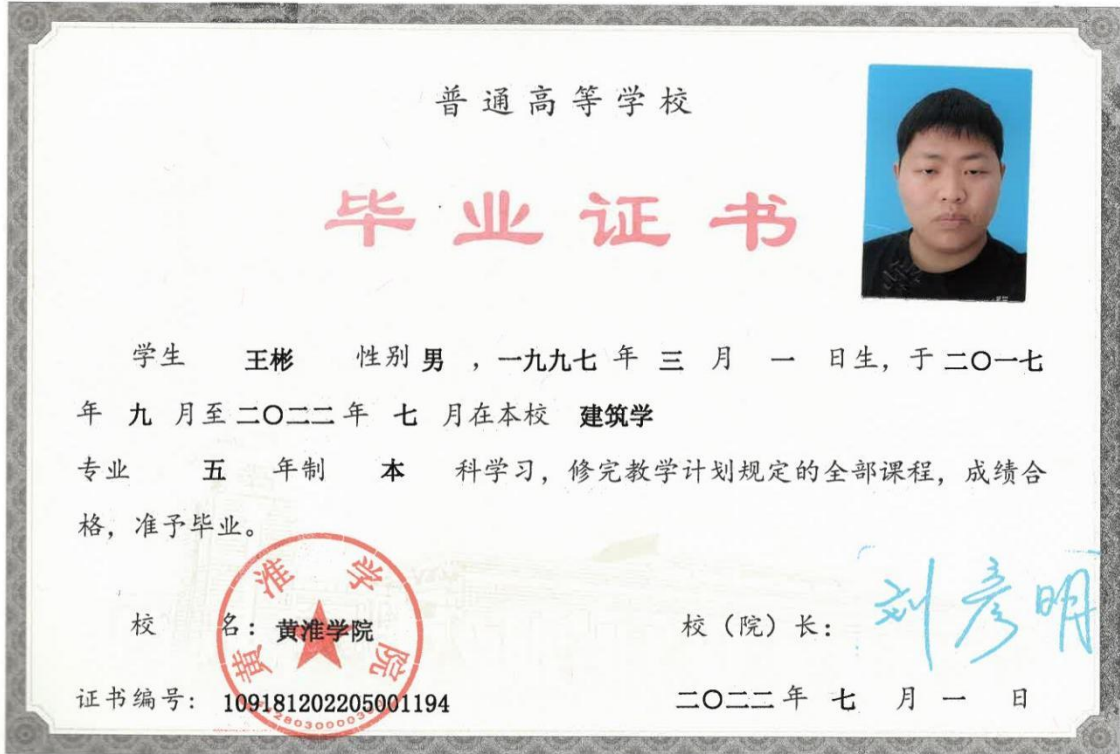 普通高等学校
毕业证书
学生 王彬 性别 男 ，一九九七 年 三 月 一 日生，于 二〇一七
年 九 月至 二〇二二 年 七 月在本校 建筑学
专业 五 年制 本 科学习，修完教学计划规定的全部课程，成绩合
格，准予毕业。
黄淮学院
校 名：黄淮学院
校（院）长：刘彦明
证书编号：109181202205001194
二〇二二 年 七 月 一 日